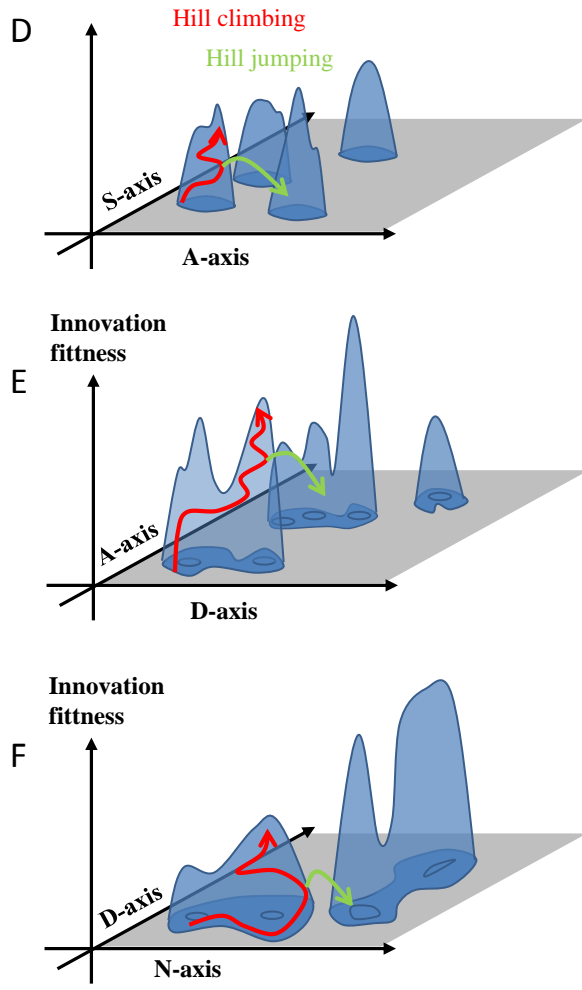 D
Hill climbing
Hill jumping
S-axis
A-axis
Innovation
fittness
E
A-axis
D-axis
Innovation
fittness
F
D-axis
N-axis